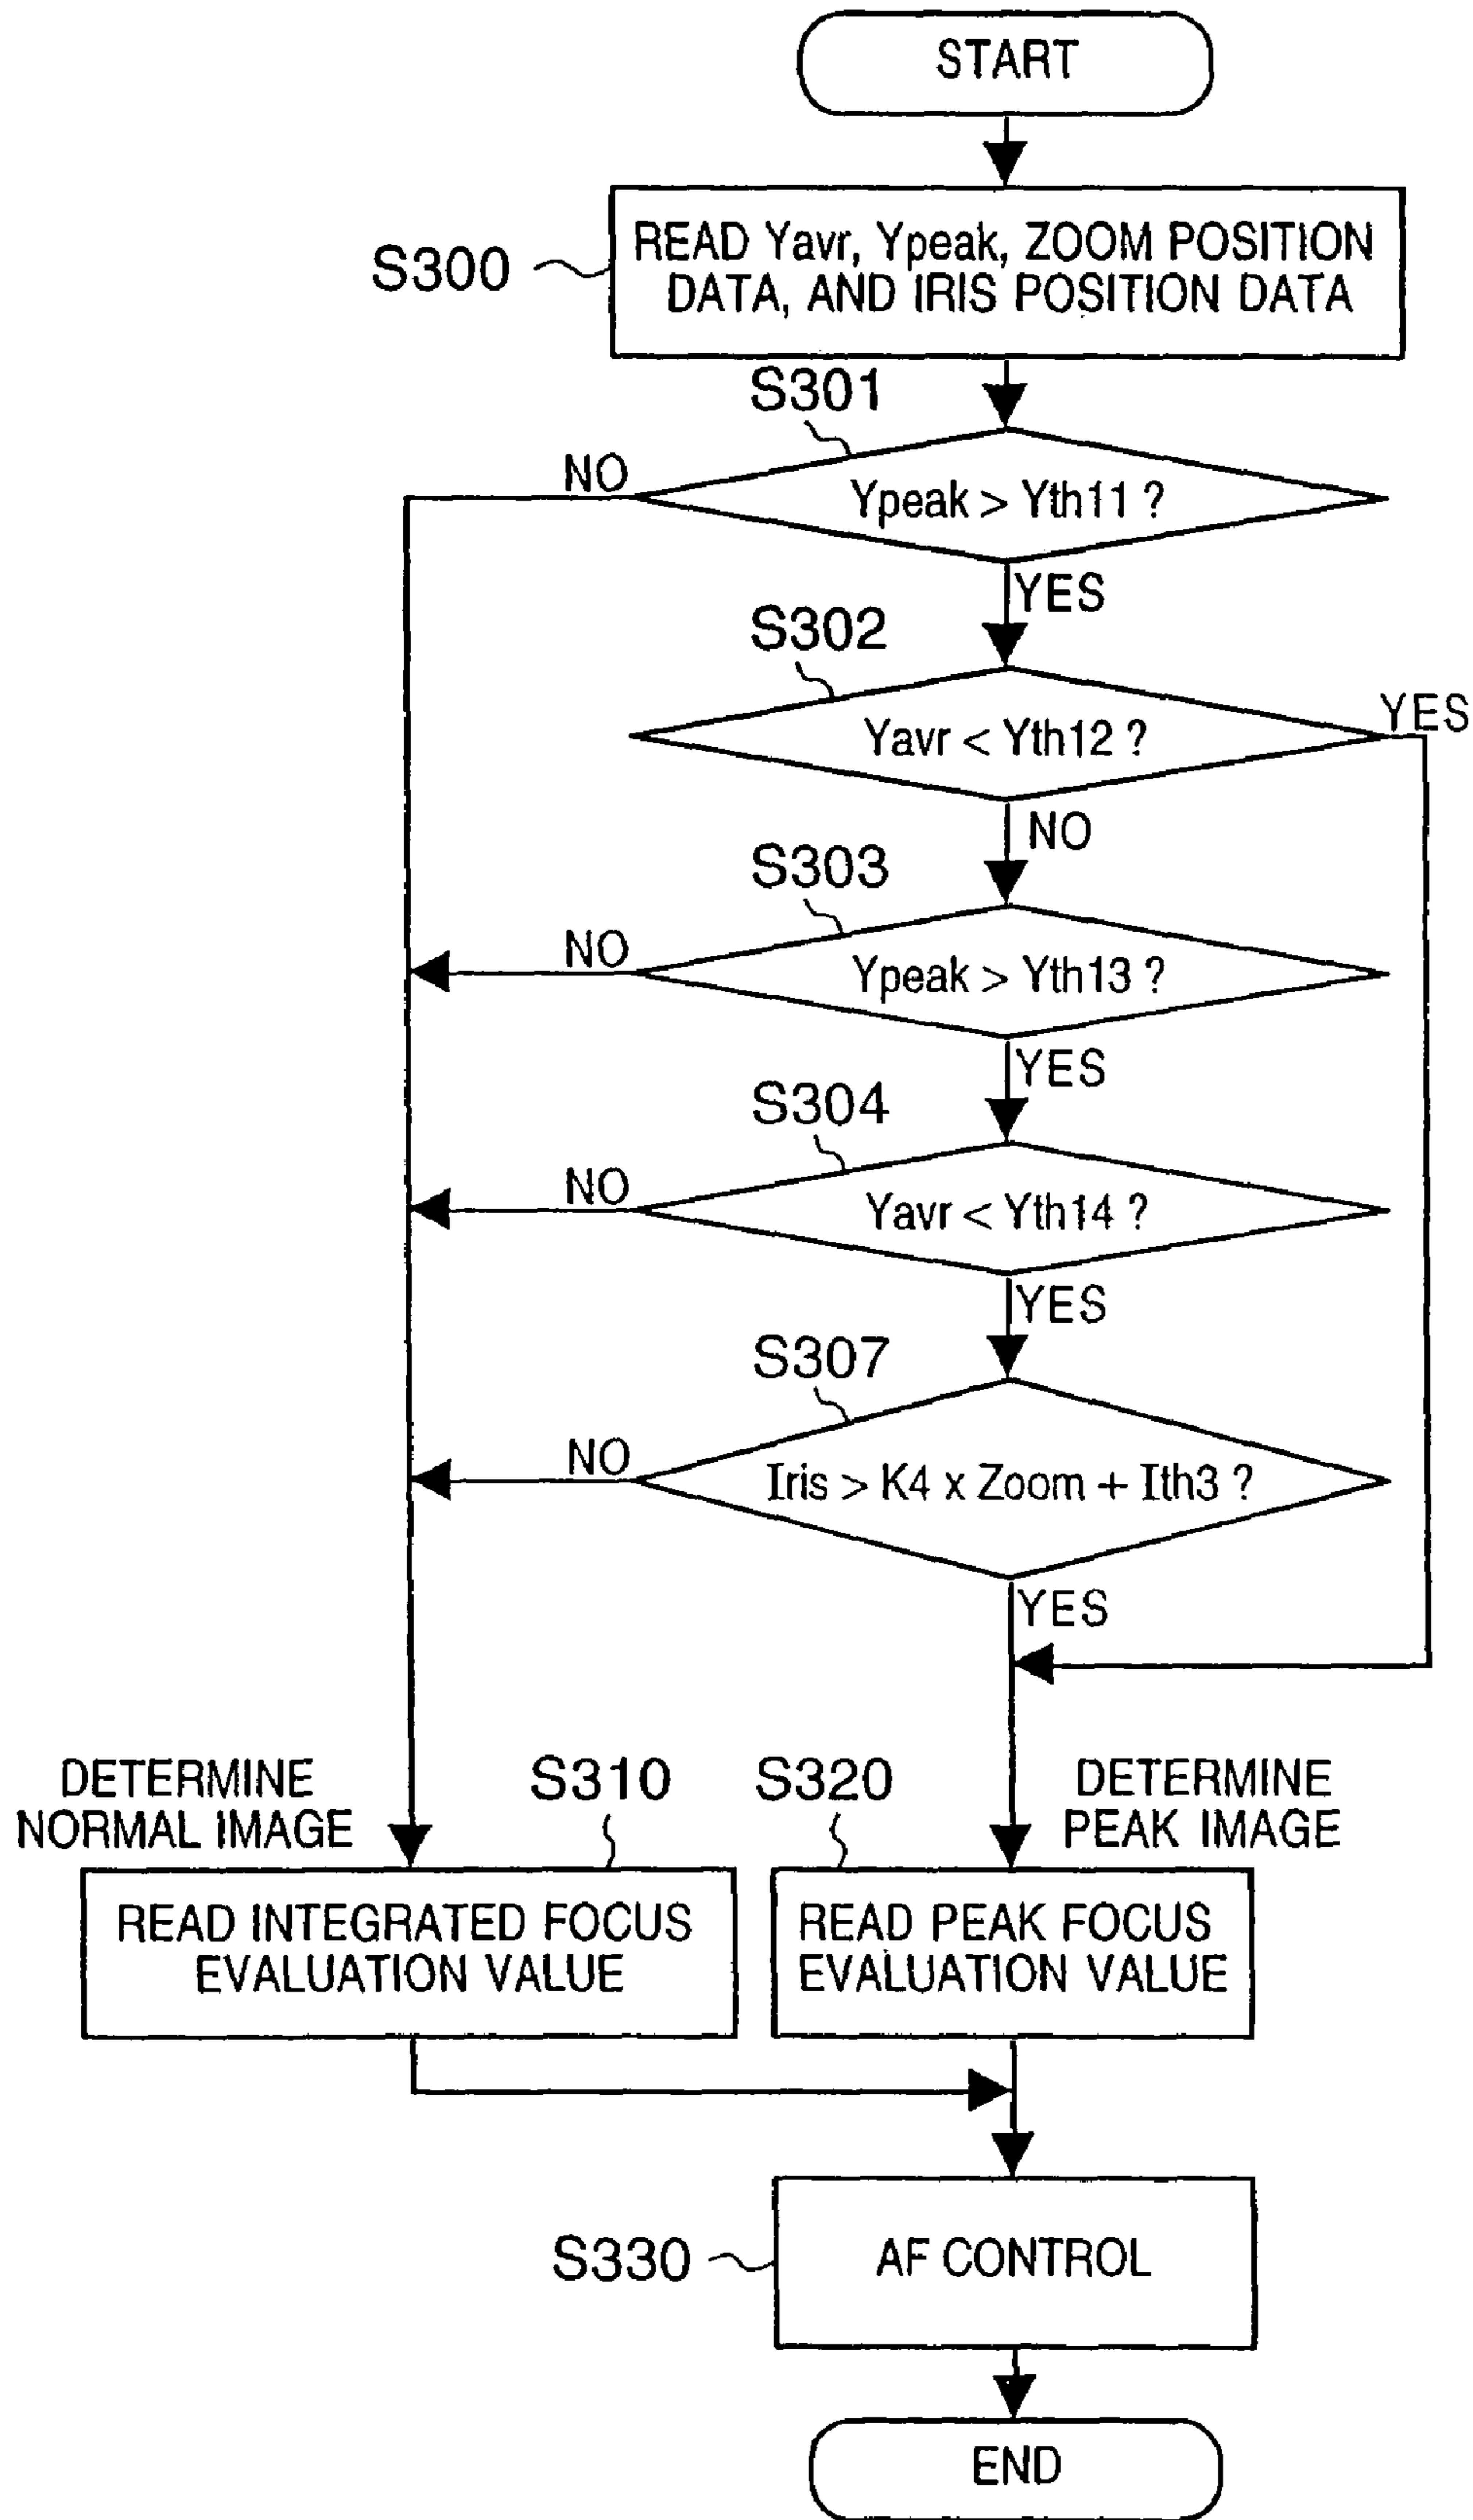 START
S300
READ Yavr, Ypeak, ZOOM POSITION
DATA, AND IRIS POSITION DATA
S301
NO
Ypeak > Yth11 ?
YES
S302
Yavr < Yth12 ?
YES
NO
S303
NO
Ypeak > Yth13 ?
YES
S304
NO
Yavr < Yth14 ?
YES
S307
NO
Iris > K4 x Zoom + Ith3 ?
YES
DETERMINE
NORMAL IMAGE
S310
S320
DETERMINE
PEAK IMAGE
READ INTEGRATED FOCUS
EVALUATION VALUE
READ PEAK FOCUS
EVALUATION VALUE
S330
AF CONTROL
END